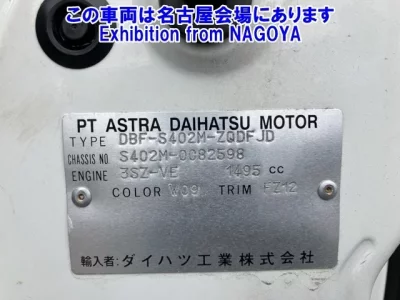 この車両は名古屋会場にあります
Exhibition from NAGOYA
PT ASTRA DAIHATSU MOTOR
TYPE DBF-S402M-ZQDFJD
CHASSIS NO. S402M-0082598
ENGINE 3SZ-VE 1495 CC
COLOR W09 TRIM FZ12
輸入者: ダイハツ工業株式会社